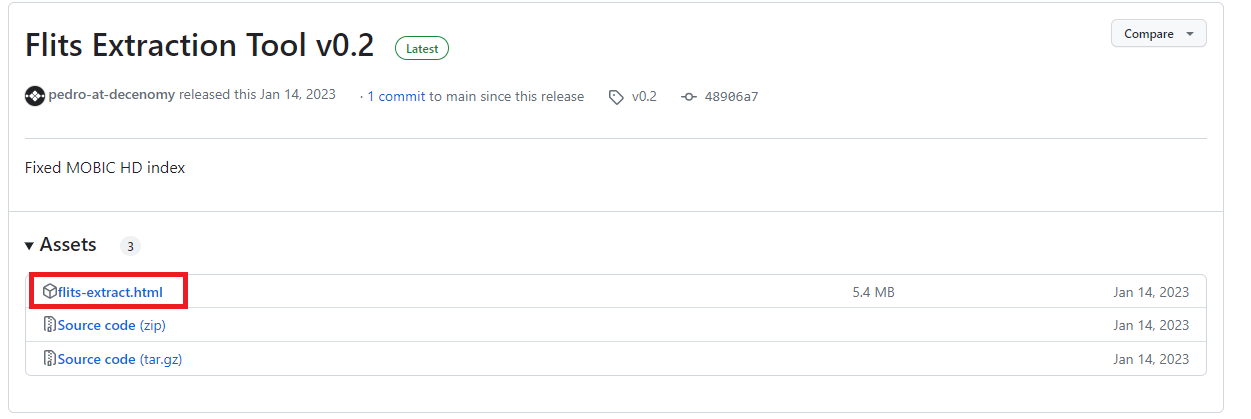 Flits Extraction Tool v0.2 Latest Compare
pedro-at-decenomy released this Jan 14, 2023 · 1 commit to main since this release v0.2 48906a7
Fixed MOBIC HD index
Assets 3
flits-extract.html 5.4 MB Jan 14, 2023
Source code (zip) Jan 14, 2023
Source code (tar.gz) Jan 14, 2023